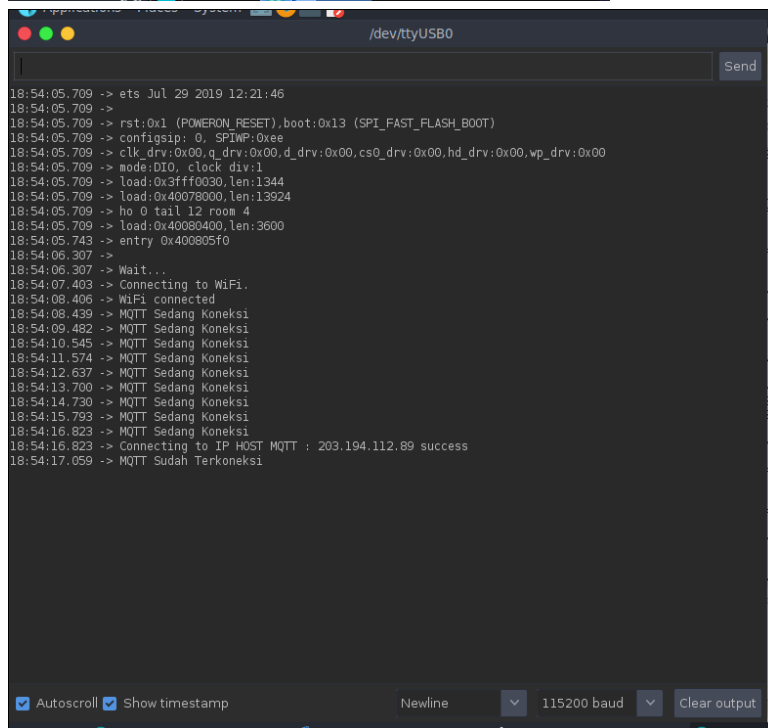 Applications Places System
/dev/ttyUSB0
Send
18:54:05.709 -> ets Jul 29 2019 12:21:46
18:54:05.709 ->
18:54:05.709 -> rst:0x1 (POWERON_RESET),boot:0x13 (SPI_FAST_FLASH_BOOT)
18:54:05.709 -> configsip: 0, SPIWP:0xee
18:54:05.709 -> clk_drv:0x00,q_drv:0x00,d_drv:0x00,cs0_drv:0x00,hd_drv:0x00,wp_drv:0x00
18:54:05.709 -> mode:DIO, clock div:1
18:54:05.709 -> load:0x3fff0030,len:1344
18:54:05.709 -> load:0x40078000,len:13924
18:54:05.709 -> ho 0 tail 12 room 4
18:54:05.709 -> load:0x40080400,len:3600
18:54:05.743 -> entry 0x400805f0
18:54:06.307 ->
18:54:06.307 -> Wait...
18:54:07.403 -> Connecting to WiFi.
18:54:08.406 -> WiFi connected
18:54:08.439 -> MQTT Sedang Koneksi
18:54:09.482 -> MQTT Sedang Koneksi
18:54:10.545 -> MQTT Sedang Koneksi
18:54:11.574 -> MQTT Sedang Koneksi
18:54:12.637 -> MQTT Sedang Koneksi
18:54:13.700 -> MQTT Sedang Koneksi
18:54:14.730 -> MQTT Sedang Koneksi
18:54:15.793 -> MQTT Sedang Koneksi
18:54:16.823 -> MQTT Sedang Koneksi
18:54:16.823 -> Connecting to IP HOST MQTT : 203.194.112.89 success
18:54:17.059 -> MQTT Sudah Terkoneksi
Autoscroll Show timestamp Newline 115200 baud Clear output